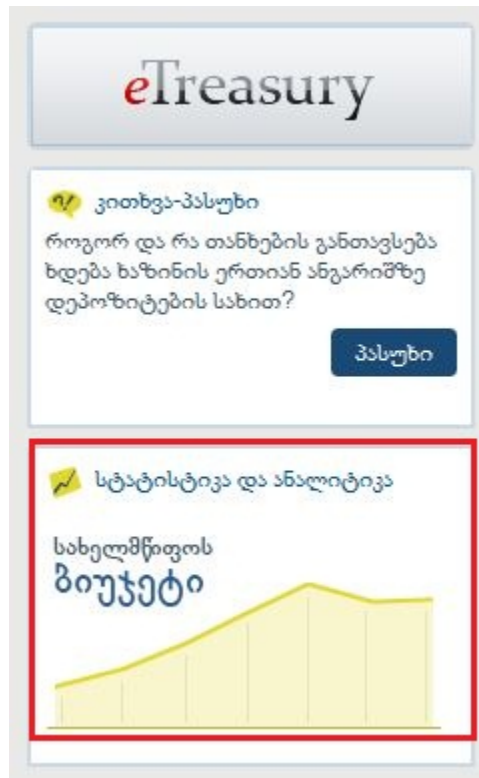 eTreasury
კითხვა-პასუხი
როგორ და რა თანხების განთავსება
ხდება ხაზინის ერთიან ანგარიშზე
დეპოზიტების სახით?
პასუხი
სტატისტიკა და ანალიტიკა
სახელმწიფოს
ბიუჯეტი